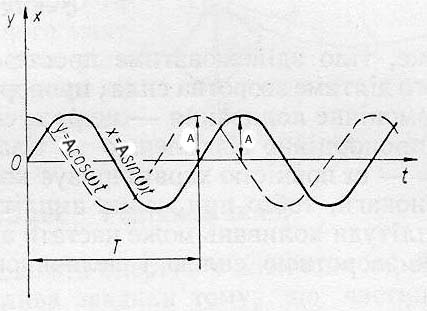 y x
y=Acosωt
x=Asinωt
A A
O
t
T